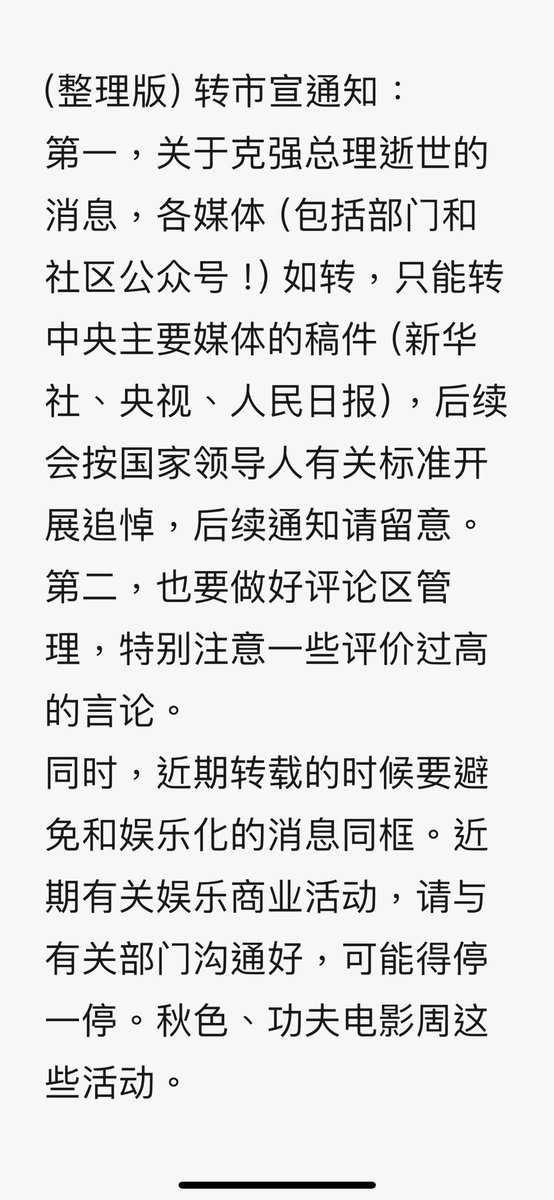 (整理版) 转市宣通知：
第一，关于克强总理逝世的
消息，各媒体 (包括部门和
社区公众号！) 如转，只能转
中央主要媒体的稿件 (新华
社、央视、人民日报)，后续
会按国家领导人有关标准开
展追悼，后续通知请留意。
第二，也要做好评论区管
理，特别注意一些评价过高
的言论。
同时，近期转载的时候要避
免和娱乐化的消息同框。近
期有关娱乐商业活动，请与
有关部门沟通好，可能得停
一停。秋色、功夫电影周这
些活动。